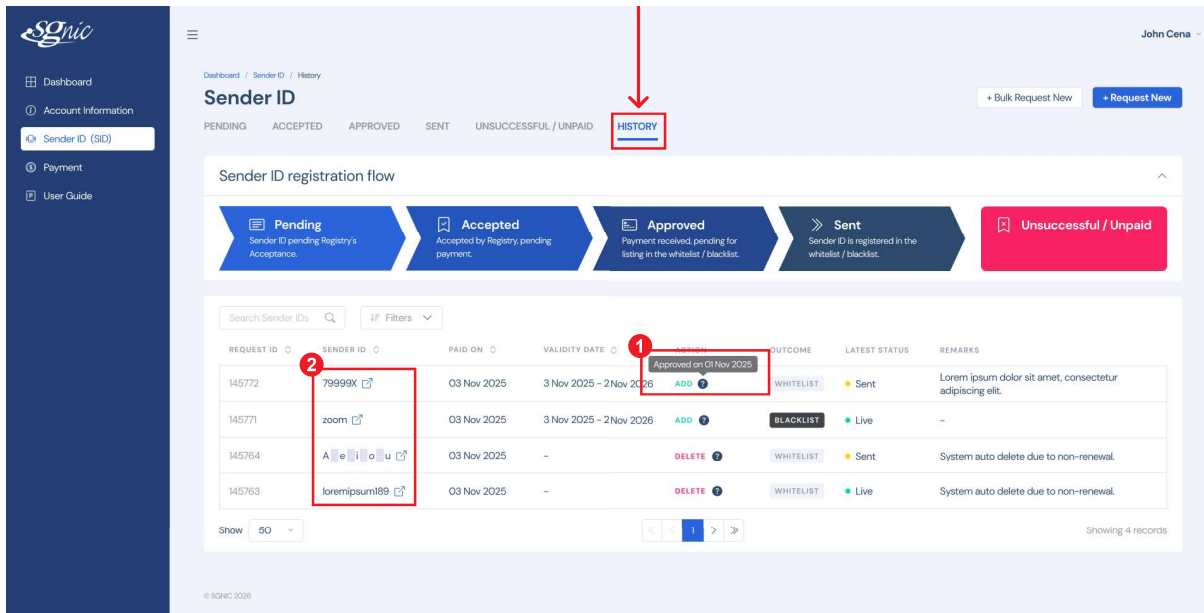 sgnic
John Cena
Dashboard
Account Information
Sender ID (SID)
Payment
User Guide
Dashboard / Sender ID / History
Sender ID
+ Bulk Request New
+ Request New
PENDING ACCEPTED APPROVED SENT UNSUCCESSFUL / UNPAID HISTORY
Sender ID registration flow
Pending
Sender ID pending Registry's
Acceptance.
Accepted
Accepted by Registry, pending
payment.
Approved
Payment received, pending for
listing in the whitelist / blacklist.
Sent
Sender ID is registered in the
whitelist / blacklist.
Unsuccessful / Unpaid
Search Sender IDs
Filters
1
2
REQUEST ID SENDER ID PAID ON VALIDITY DATE ACTION OUTCOME LATEST STATUS REMARKS
Approved on 01 Nov 2025
145772 79999X 03 Nov 2025 3 Nov 2025 - 2 Nov 2026 ADD ? WHITELIST Sent Lorem ipsum dolor sit amet, consectetur
adipiscing elit.
145771 zoom 03 Nov 2025 3 Nov 2025 - 2 Nov 2026 ADD ? BLACKLIST Live -
145764 A e i o u 03 Nov 2025 - DELETE ? WHITELIST Sent System auto delete due to non-renewal.
145763 loremipsum189 03 Nov 2025 - DELETE ? WHITELIST Live System auto delete due to non-renewal.
Show 50 « < 1 > » Showing 4 records
© SGNIC 2026